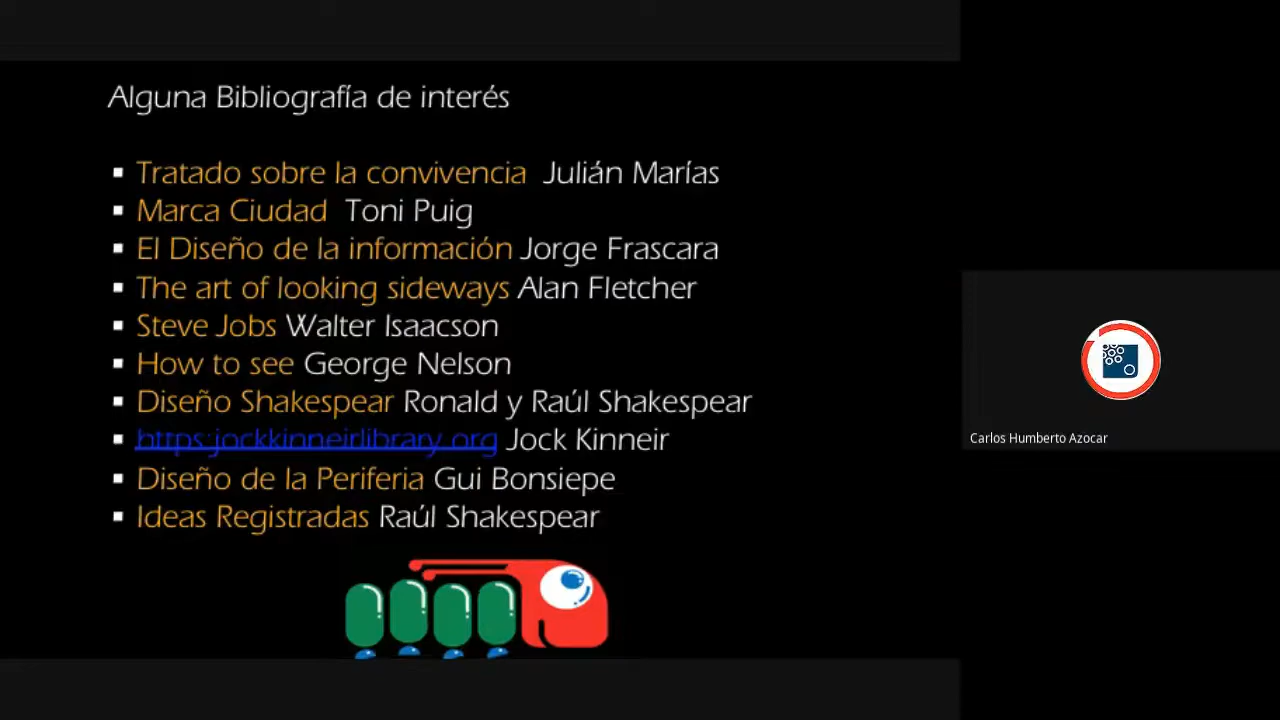 Alguna Bibliografía de interés
▪ Tratado sobre la convivencia Julián Marías
▪ Marca Ciudad Toni Puig
▪ El Diseño de la información Jorge Frascara
▪ The art of looking sideways Alan Fletcher
▪ Steve Jobs Walter Isaacson
▪ How to see George Nelson
▪ Diseño Shakespear Ronald y Raúl Shakespear
▪ https:jockkinneirlibrary.org Jock Kinneir
▪ Diseño de la Periferia Gui Bonsiepe
▪ Ideas Registradas Raúl Shakespear
Carlos Humberto Azocar